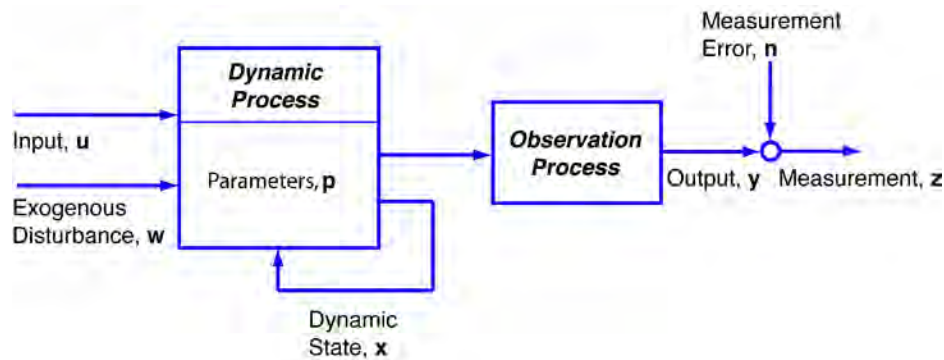 Dynamic
Process
Parameters, p
Input, u
Exogenous
Disturbance, w
Dynamic
State, x
Observation
Process
Measurement
Error, n
Output, y
Measurement, z